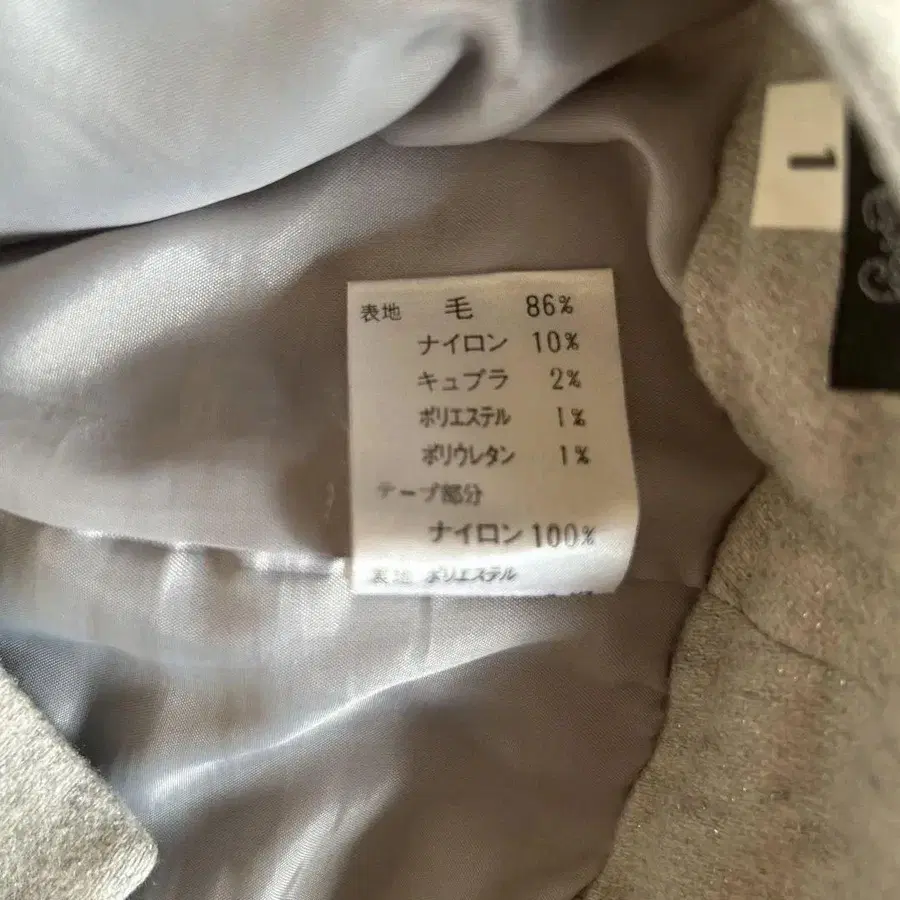 表地 毛 86%
ナイロン 10%
キュプラ 2%
ポリエステル 1%
ポリウレタン 1%
テープ部分
ナイロン 100%
裏地 ポリエステル
1